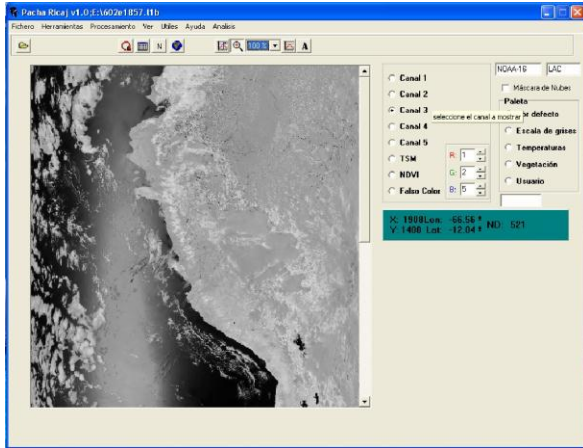 Pacha Ricaj v1.0;E:\602e1857.l1b
Fichero Herramientas Procesamiento Ver Utiles Ayuda Analisis
N 100 % A
Canal 1
Canal 2
Canal 3
Canal 4
Canal 5
TSM
NDVI
Falso Color
seleccione el canal a mostrar
R: 1
G: 2
B: 5
NOAA-16 LAC
Máscara de Nubes
Paleta
defecto
Escala de grises
Temperaturas
Vegetación
Usuario
X: 1900 Lon: -66.56 °
Y: 1400 Lat: -12.04 °
ND: 521